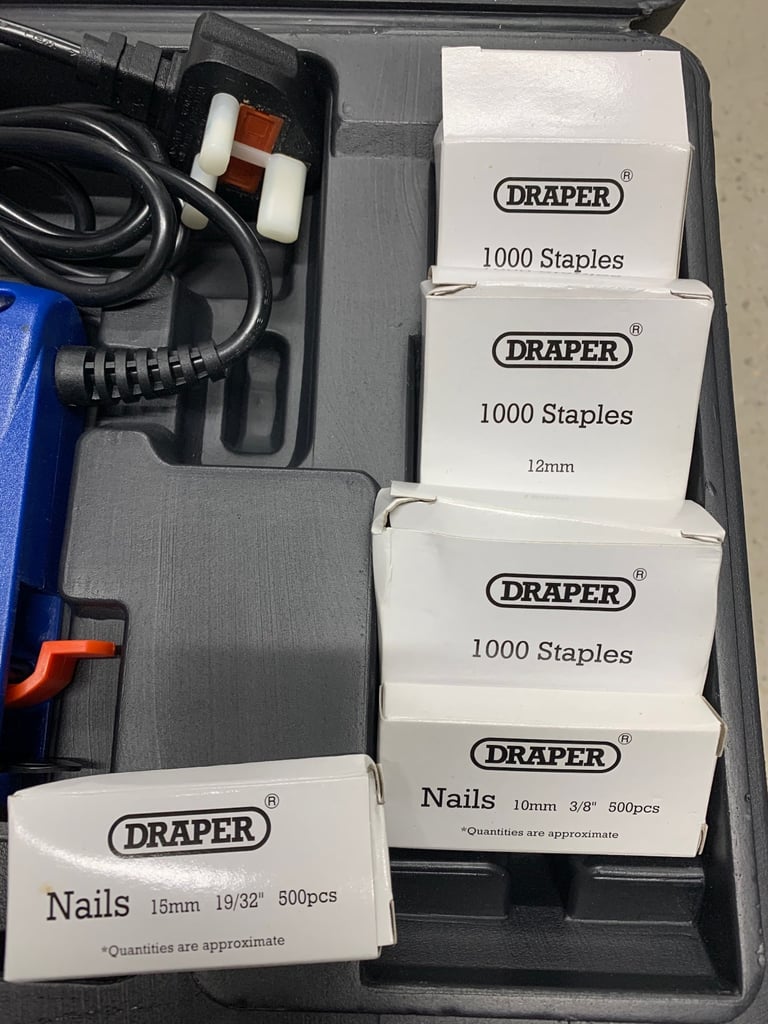 DRAPER®
1000 Staples
DRAPER®
1000 Staples
12mm
DRAPER®
1000 Staples
DRAPER®
Nails 10mm 3/8" 500pcs
*Quantities are approximate
DRAPER®
Nails 15mm 19/32" 500pcs
*Quantities are approximate